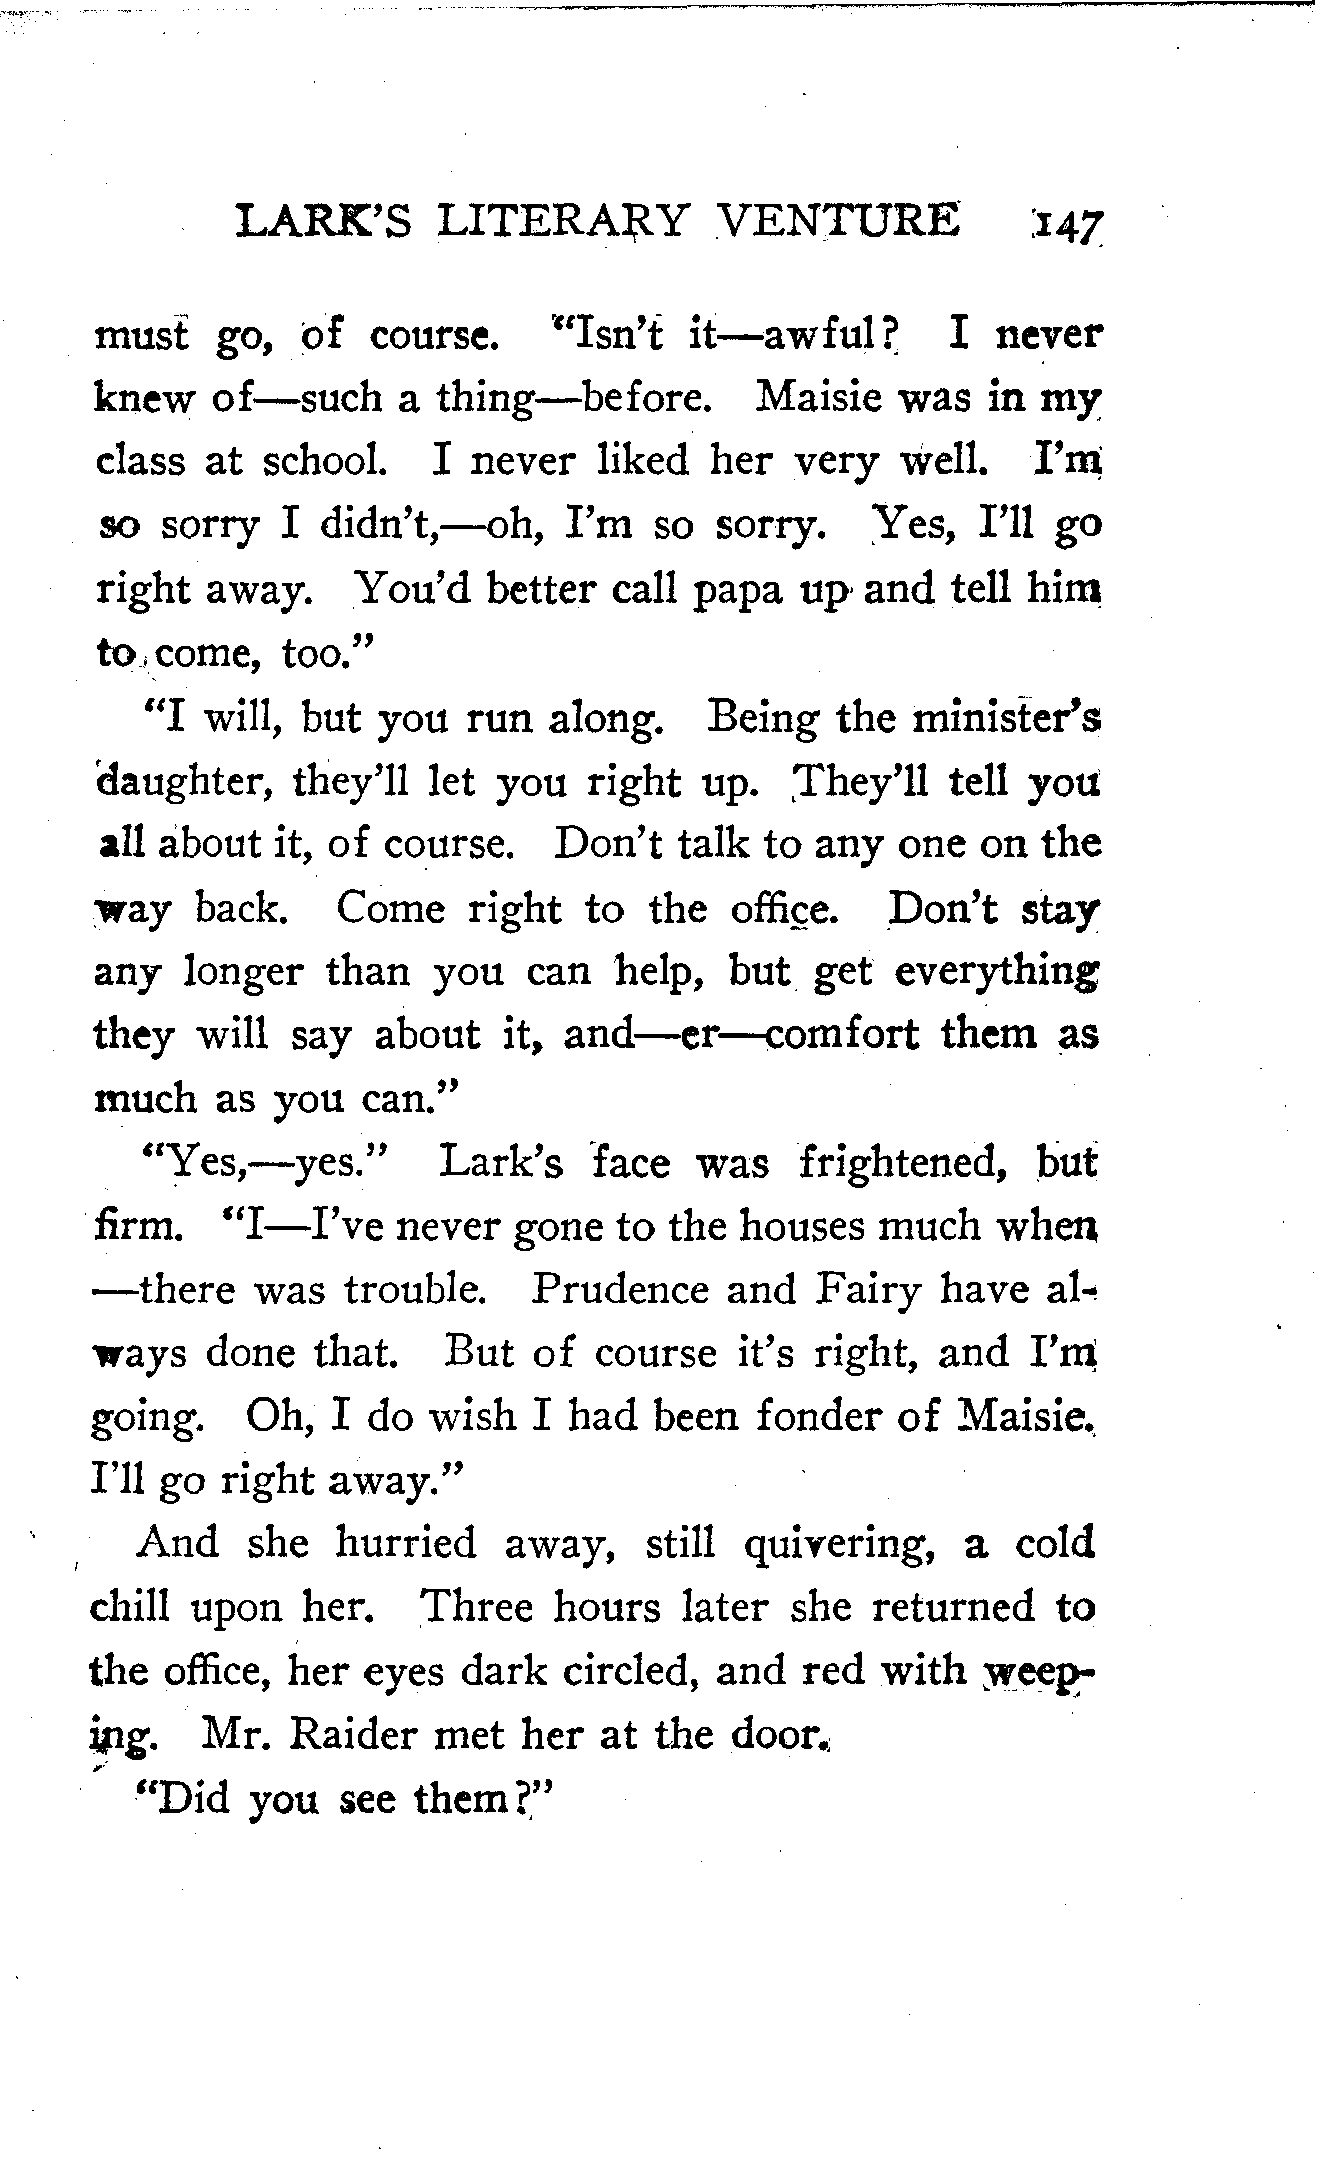 LARK'S LITERARY VENTURE 147
must go, of course. "Isn't it—awful? I never
knew of—such a thing—before. Maisie was in my
class at school. I never liked her very well. I'm
so sorry I didn't,—oh, I'm so sorry. Yes, I'll go
right away. You'd better call papa up and tell him
to come, too."
"I will, but you run along. Being the minister's
daughter, they'll let you right up. They'll tell you
all about it, of course. Don't talk to any one on the
way back. Come right to the office. Don't stay
any longer than you can help, but get everything
they will say about it, and—er—comfort them as
much as you can."
"Yes,—yes." Lark's face was frightened, but
firm. "I—I've never gone to the houses much when
—there was trouble. Prudence and Fairy have al-
ways done that. But of course it's right, and I'm
going. Oh, I do wish I had been fonder of Maisie.
I'll go right away."
And she hurried away, still quivering, a cold
chill upon her. Three hours later she returned to
the office, her eyes dark circled, and red with weep-
ing. Mr. Raider met her at the door.
"Did you see them?"